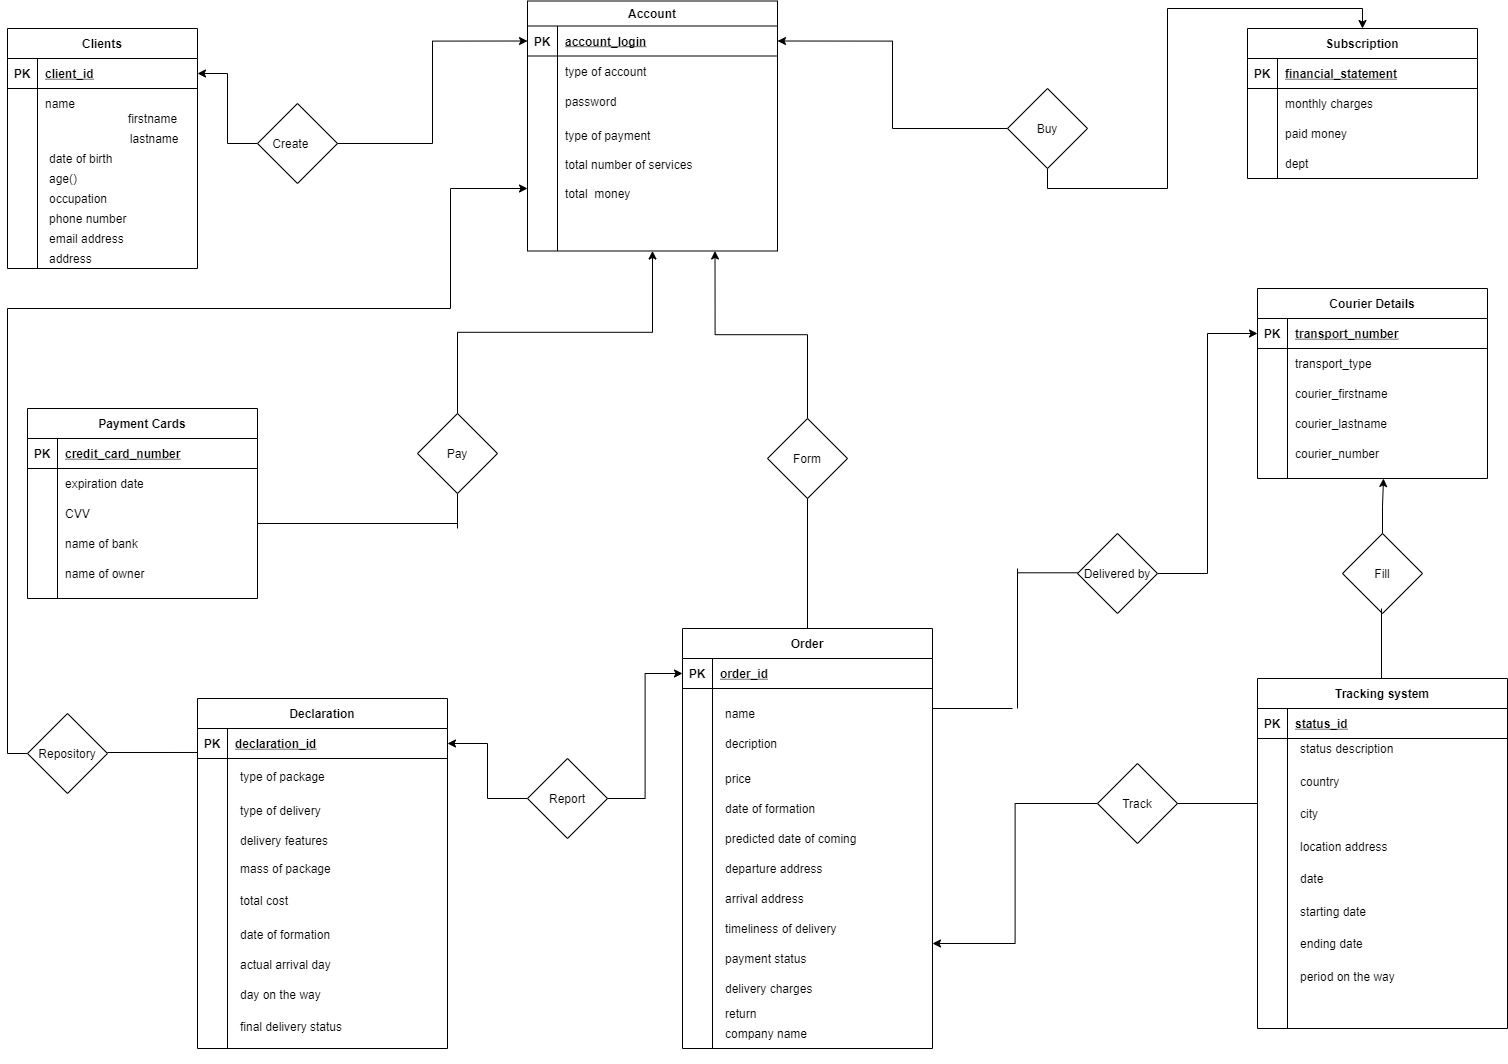 Clients
PK client_id
name
firstname
lastname
date of birth
age()
occupation
phone number
email address
address
Create
Account
PK account_login
type of account
password
type of payment
total number of services
total money
Buy
Subscription
PK financial_statement
monthly charges
paid money
dept
Payment Cards
PK credit_card_number
expiration date
CVV
name of bank
name of owner
Pay
Form
Courier Details
PK transport_number
transport_type
courier_firstname
courier_lastname
courier_number
Delivered by
Fill
Repository
Declaration
PK declaration_id
type of package
type of delivery
delivery features
mass of package
total cost
date of formation
actual arrival day
day on the way
final delivery status
Report
Order
PK order_id
name
decription
price
date of formation
predicted date of coming
departure address
arrival address
timeliness of delivery
payment status
delivery charges
return
company name
Track
Tracking system
PK status_id
status description
country
city
location address
date
starting date
ending date
period on the way